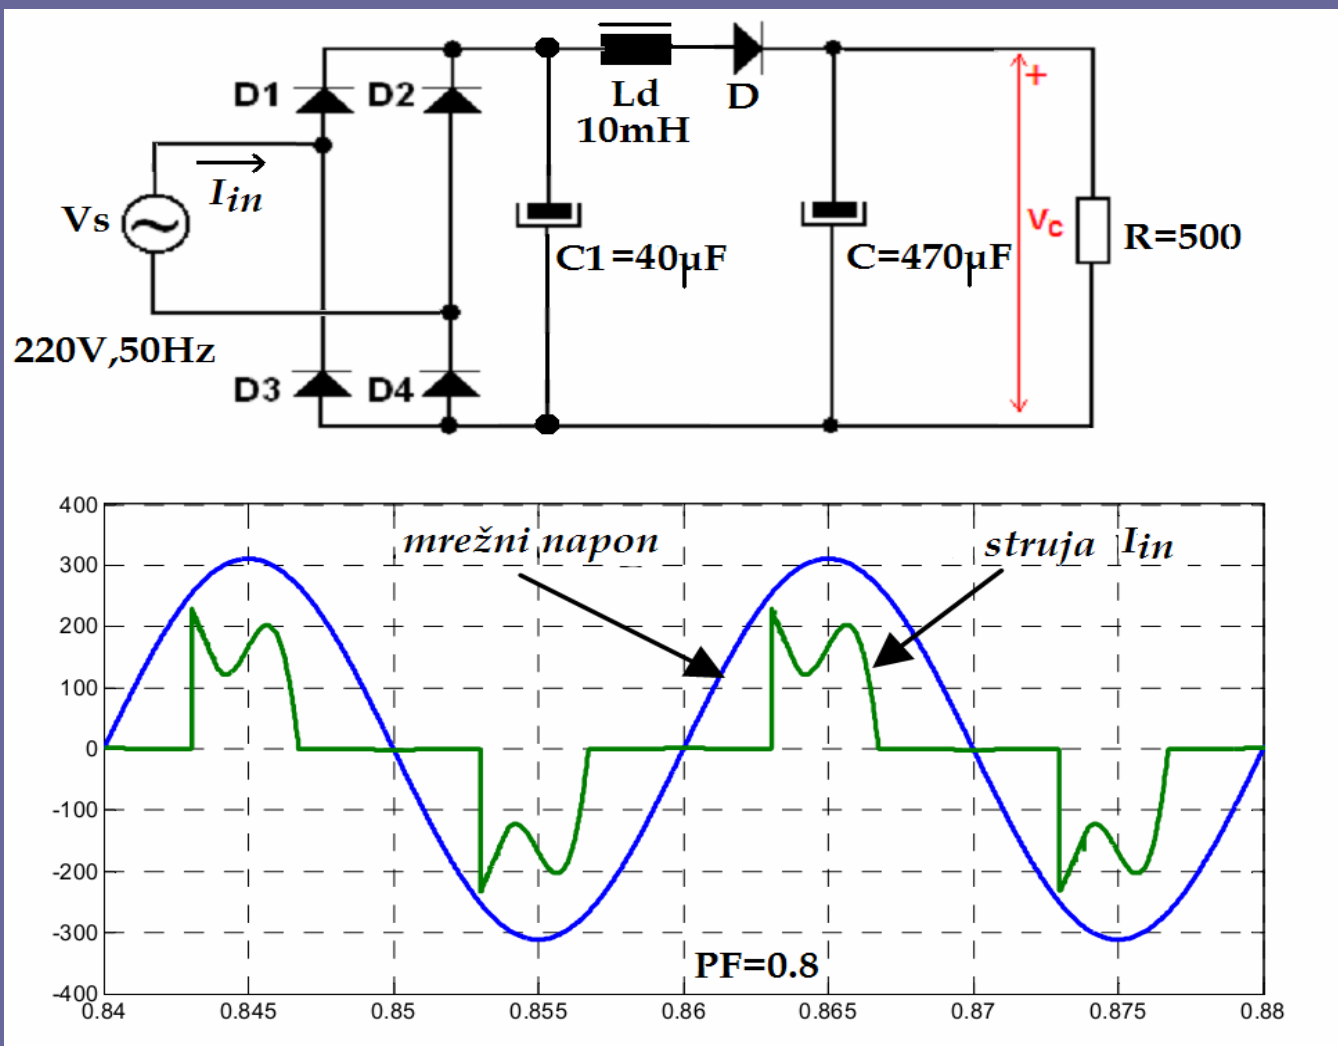 D1
D2
Ld
10mH
D
+
Iin
Vs
C1=40µF
C=470µF
Vc
R=500
220V,50Hz
D3
D4
400
300
200
100
0
-100
-200
-300
-400
mrežni napon
struja Iin
PF=0.8
0.84
0.845
0.85
0.855
0.86
0.865
0.87
0.875
0.88